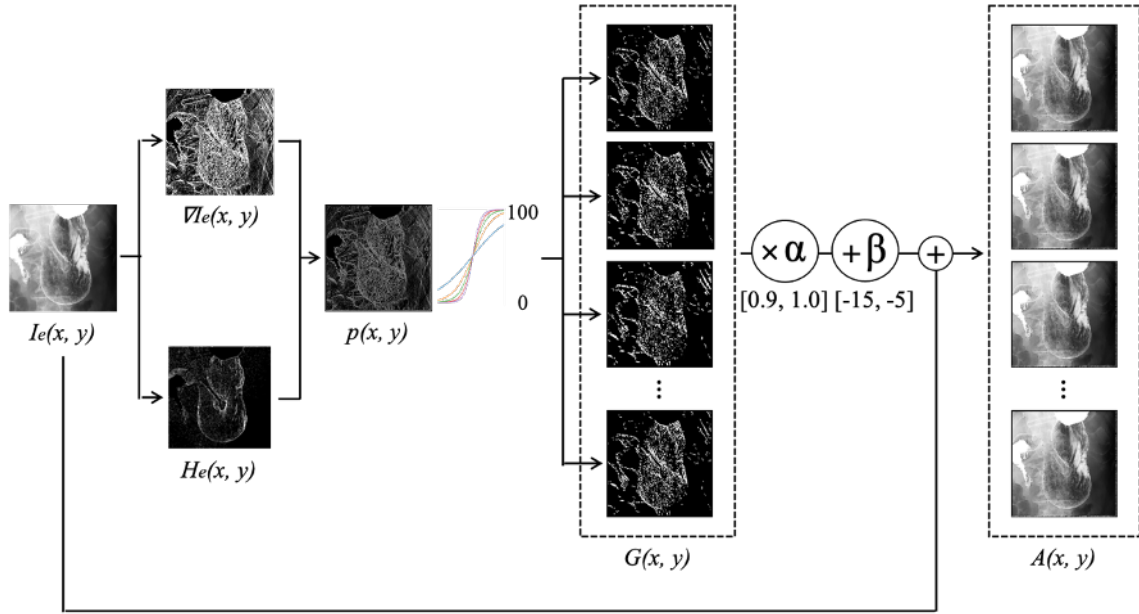 Ie(x, y)
∇Ie(x, y)
He(x, y)
p(x, y)
100
0
G(x, y)
×α
+β
+
[0.9, 1.0] [-15, -5]
A(x, y)